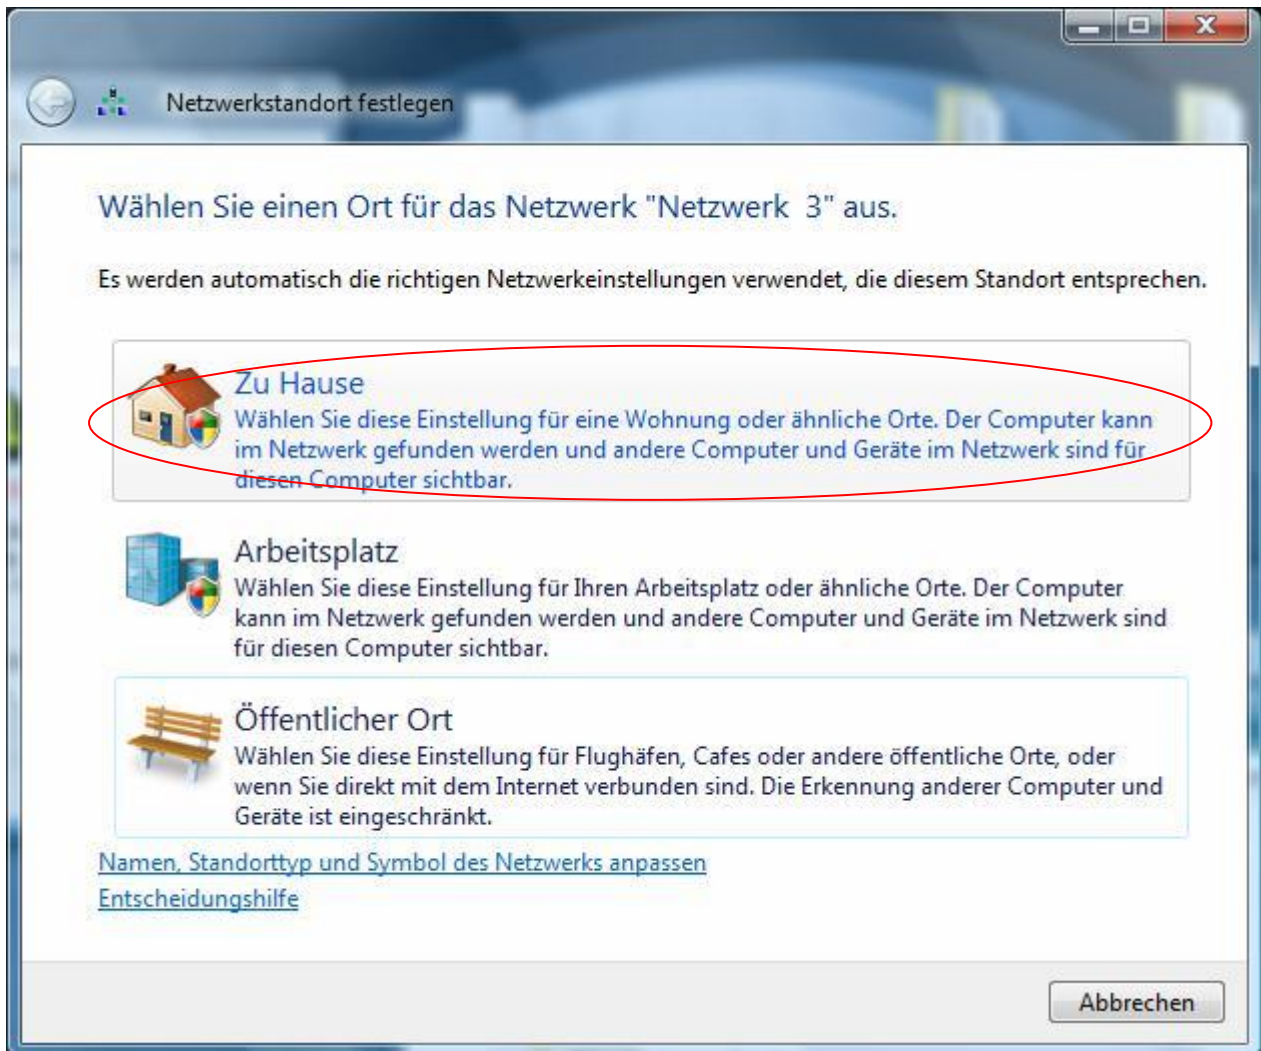 Netzwerkstandort festlegen
Wählen Sie einen Ort für das Netzwerk "Netzwerk  3" aus.
Es werden automatisch die richtigen Netzwerkeinstellungen verwendet, die diesem Standort entsprechen.
Zu Hause
Wählen Sie diese Einstellung für eine Wohnung oder ähnliche Orte. Der Computer kann
im Netzwerk gefunden werden und andere Computer und Geräte im Netzwerk sind für
diesen Computer sichtbar.
Arbeitsplatz
Wählen Sie diese Einstellung für Ihren Arbeitsplatz oder ähnliche Orte. Der Computer
kann im Netzwerk gefunden werden und andere Computer und Geräte im Netzwerk sind
für diesen Computer sichtbar.
Öffentlicher Ort
Wählen Sie diese Einstellung für Flughäfen, Cafes oder andere öffentliche Orte, oder
wenn Sie direkt mit dem Internet verbunden sind. Die Erkennung anderer Computer und
Geräte ist eingeschränkt.
Namen, Standorttyp und Symbol des Netzwerks anpassen
Entscheidungshilfe
Abbrechen